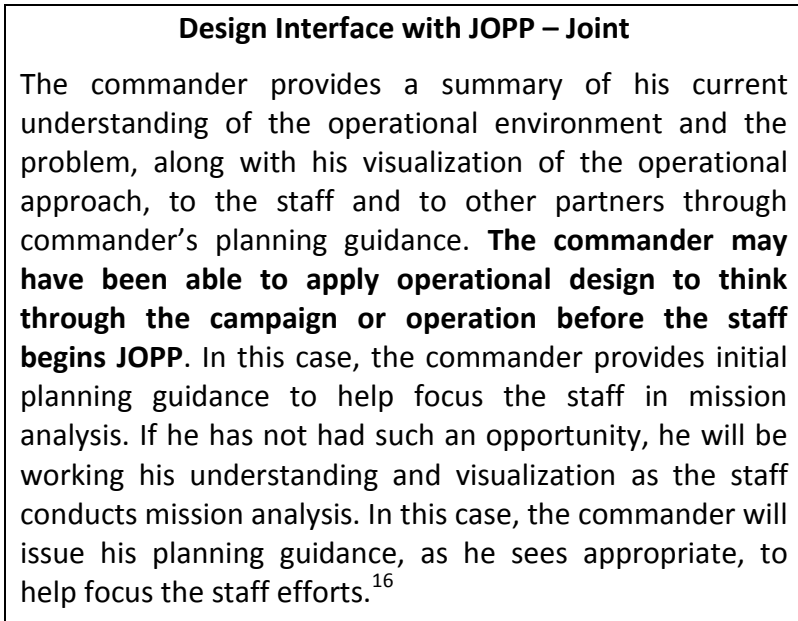 Design Interface with JOPP – Joint
The commander provides a summary of his current
understanding of the operational environment and the
problem, along with his visualization of the operational
approach, to the staff and to other partners through
commander’s planning guidance. The commander may
have been able to apply operational design to think
through the campaign or operation before the staff
begins JOPP. In this case, the commander provides initial
planning guidance to help focus the staff in mission
analysis. If he has not had such an opportunity, he will be
working his understanding and visualization as the staff
conducts mission analysis. In this case, the commander will
issue his planning guidance, as he sees appropriate, to
help focus the staff efforts.16